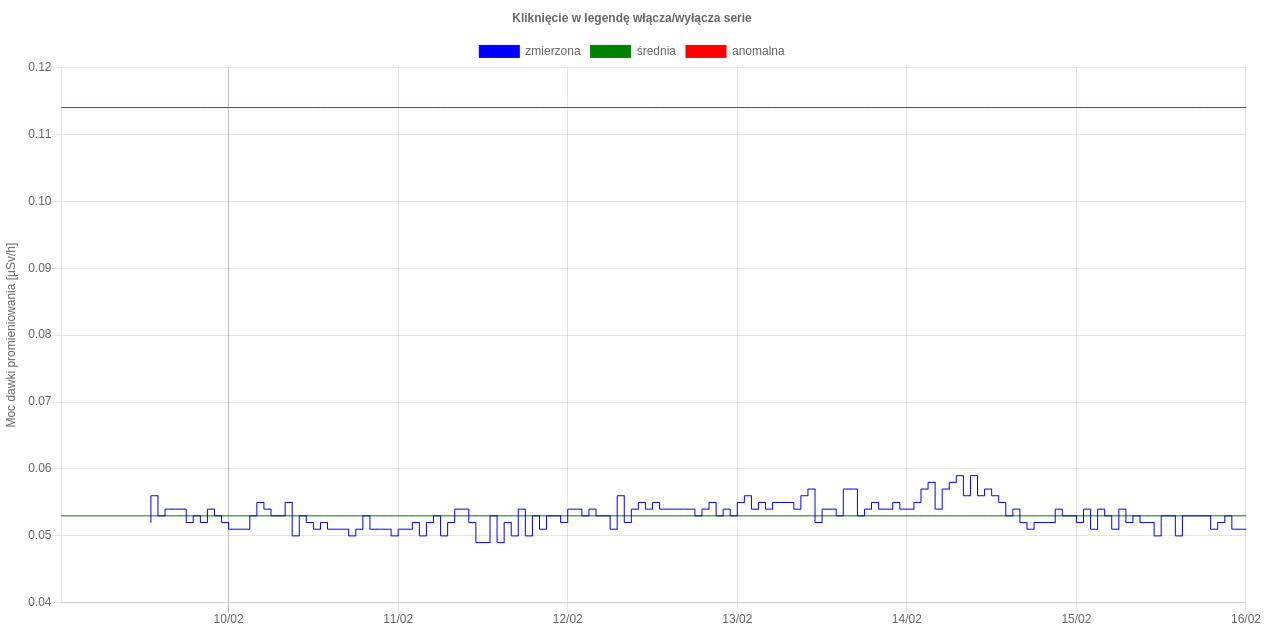 Kliknięcie w legendę włącza/wyłącza serie
zmierzona średnia anomalna
Moc dawki promieniowania [µSv/h]
0.12
0.11
0.10
0.09
0.08
0.07
0.06
0.05
0.04
10/02 11/02 12/02 13/02 14/02 15/02 16/02